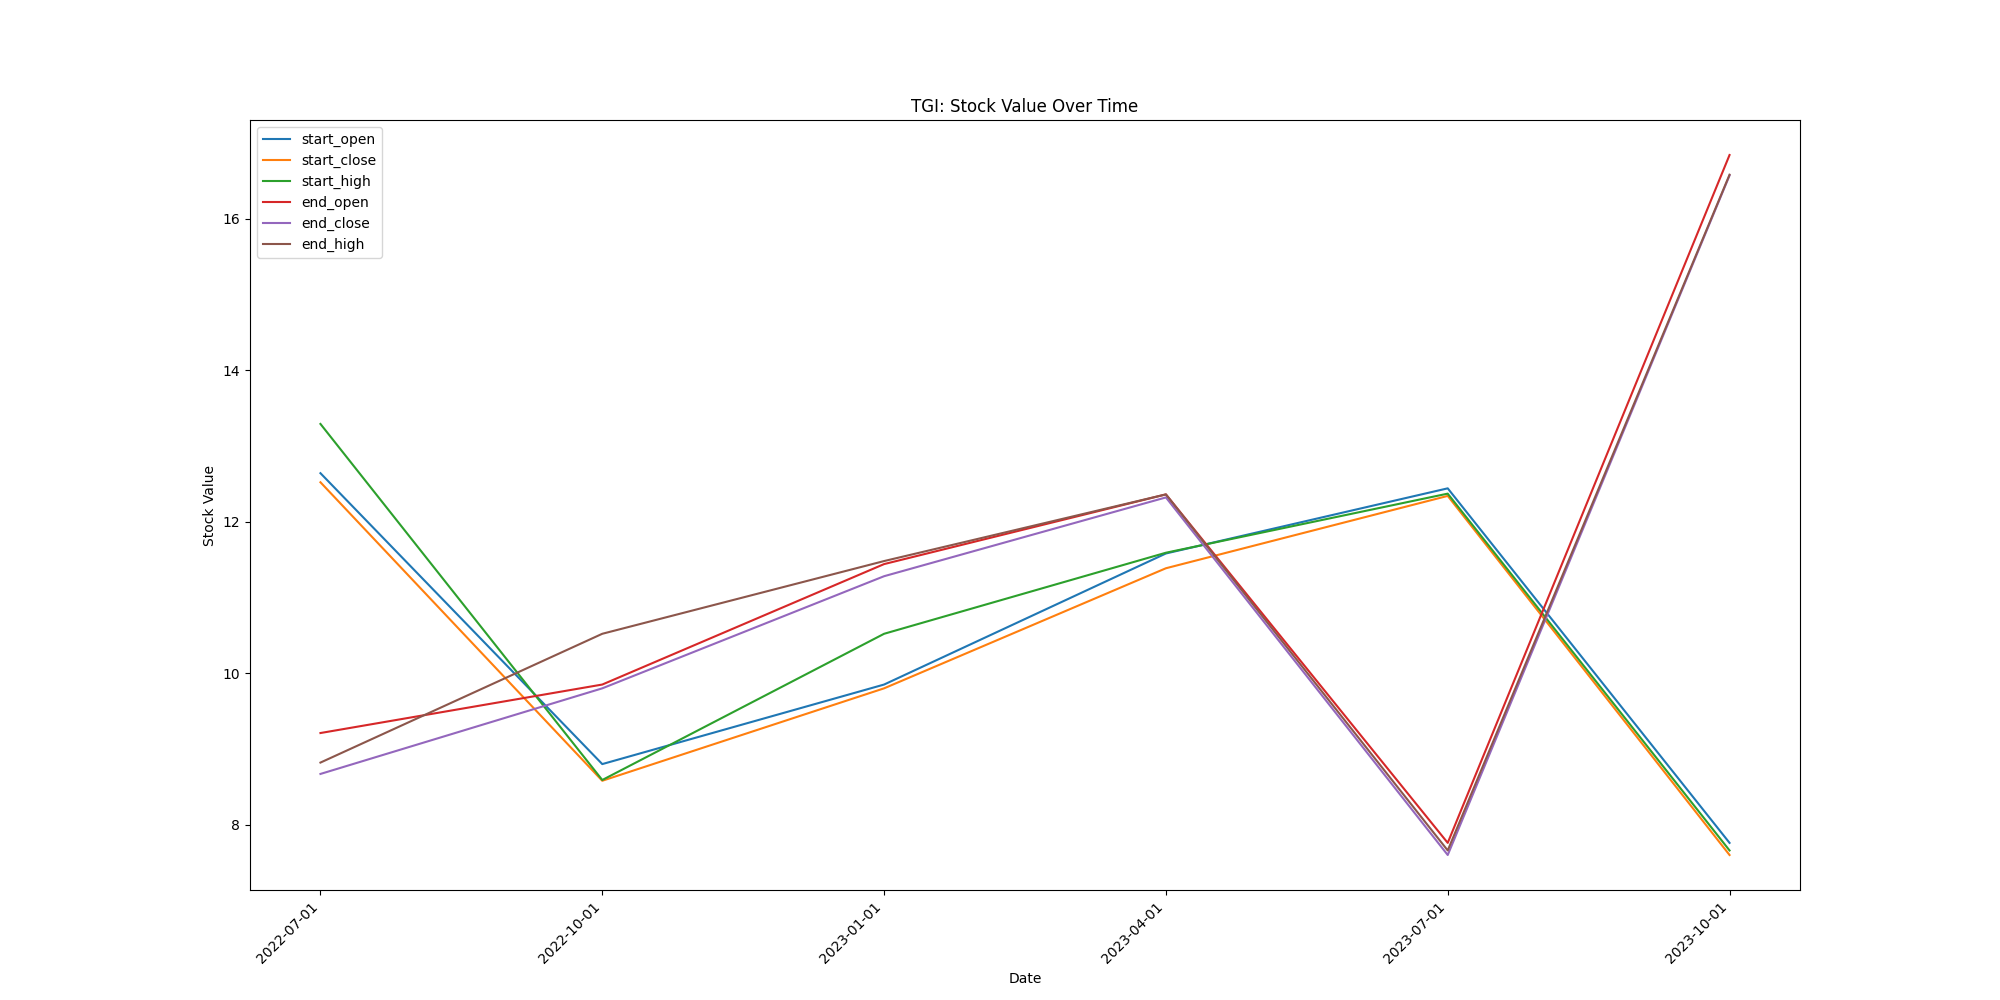 TGI: Stock Value Over Time
start_open
start_close
start_high
end_open
end_close
end_high
Stock Value
16
14
12
10
8
2022-07-01
2022-10-01
2023-01-01
2023-04-01
2023-07-01
2023-10-01
Date